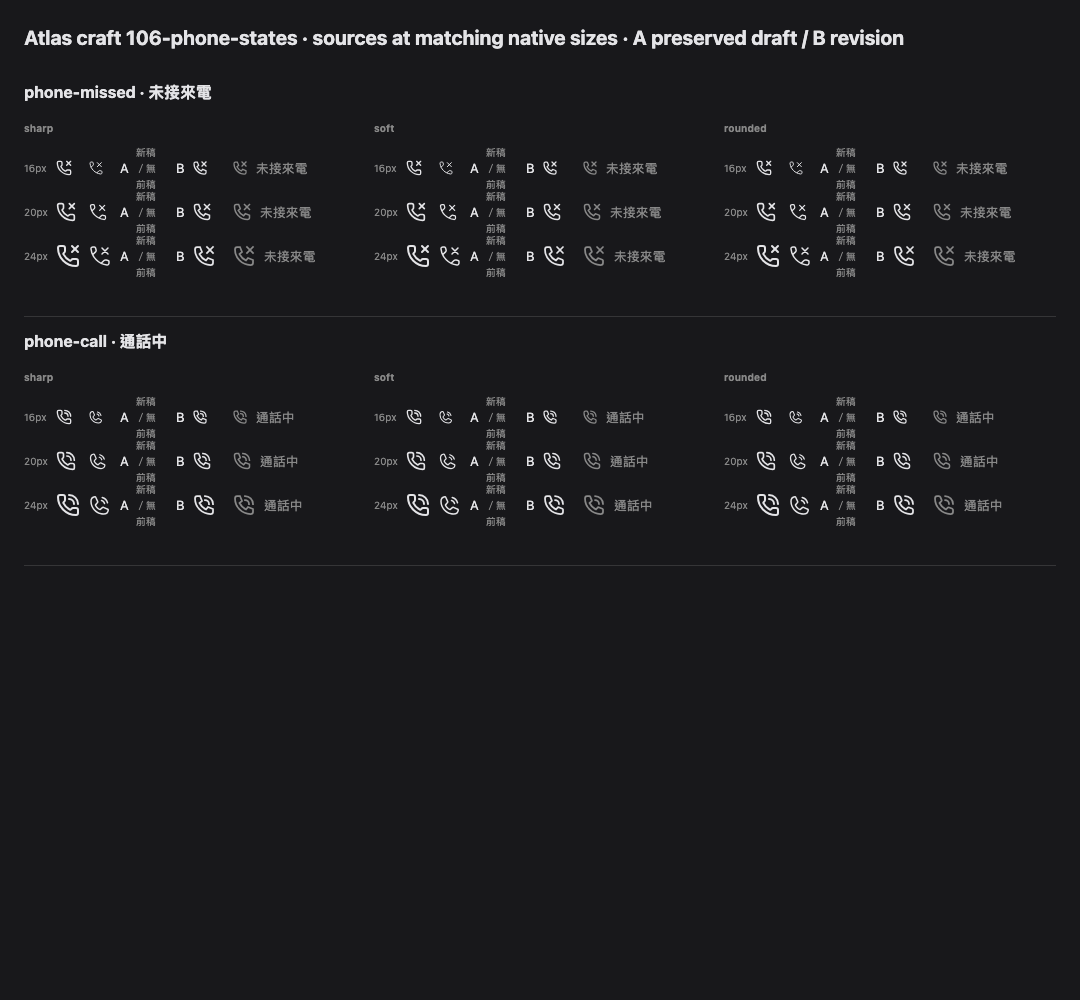 Atlas craft 106-phone-states · sources at matching native sizes · A preserved draft / B revision
phone-missed · 未接來電
sharp
16px A 新稿 / 無前稿 B 未接來電
20px A 新稿 / 無前稿 B 未接來電
24px A 新稿 / 無前稿 B 未接來電
soft
16px A 新稿 / 無前稿 B 未接來電
20px A 新稿 / 無前稿 B 未接來電
24px A 新稿 / 無前稿 B 未接來電
rounded
16px A 新稿 / 無前稿 B 未接來電
20px A 新稿 / 無前稿 B 未接來電
24px A 新稿 / 無前稿 B 未接來電
phone-call · 通話中
sharp
16px A 新稿 / 無前稿 B 通話中
20px A 新稿 / 無前稿 B 通話中
24px A 新稿 / 無前稿 B 通話中
soft
16px A 新稿 / 無前稿 B 通話中
20px A 新稿 / 無前稿 B 通話中
24px A 新稿 / 無前稿 B 通話中
rounded
16px A 新稿 / 無前稿 B 通話中
20px A 新稿 / 無前稿 B 通話中
24px A 新稿 / 無前稿 B 通話中